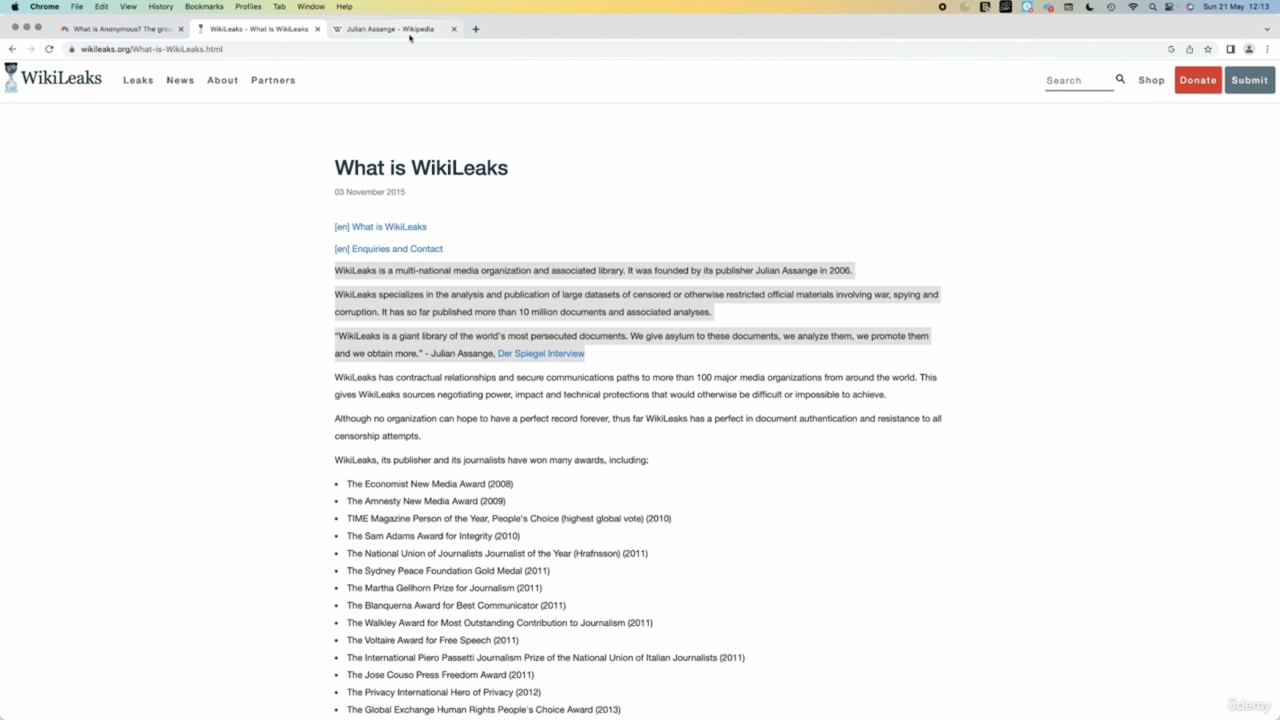 Chrome File Edit View History Bookmarks Profiles Tab Window Help Sun 21 May 12:13
What is Anonymous? The grou WikiLeaks - What is WikiLeaks Julian Assange - Wikipedia
wikileaks.org/What-is-WikiLeaks.html
WikiLeaks Leaks News About Partners Search Shop Donate Submit
What is WikiLeaks
03 November 2015
[en] What is WikiLeaks
[en] Enquiries and Contact
WikiLeaks is a multi-national media organization and associated library. It was founded by its publisher Julian Assange in 2006.
WikiLeaks specializes in the analysis and publication of large datasets of censored or otherwise restricted official materials involving war, spying and
corruption. It has so far published more than 10 million documents and associated analyses.
"WikiLeaks is a giant library of the world's most persecuted documents. We give asylum to these documents, we analyze them, we promote them
and we obtain more." - Julian Assange, Der Spiegel Interview
WikiLeaks has contractual relationships and secure communications paths to more than 100 major media organizations from around the world. This
gives WikiLeaks sources negotiating power, impact and technical protections that would otherwise be difficult or impossible to achieve.
Although no organization can hope to have a perfect record forever, thus far WikiLeaks has a perfect in document authentication and resistance to all
censorship attempts.
WikiLeaks, its publisher and its journalists have won many awards, including:
• The Economist New Media Award (2008)
• The Amnesty New Media Award (2009)
• TIME Magazine Person of the Year, People's Choice (highest global vote) (2010)
• The Sam Adams Award for Integrity (2010)
• The National Union of Journalists Journalist of the Year (Hrafnsson) (2011)
• The Sydney Peace Foundation Gold Medal (2011)
• The Martha Gellhorn Prize for Journalism (2011)
• The Blanquerna Award for Best Communicator (2011)
• The Walkley Award for Most Outstanding Contribution to Journalism (2011)
• The Voltaire Award for Free Speech (2011)
• The International Piero Passetti Journalism Prize of the National Union of Italian Journalists (2011)
• The Jose Couso Press Freedom Award (2011)
• The Privacy International Hero of Privacy (2012)
• The Global Exchange Human Rights People's Choice Award (2013)
ûdemy